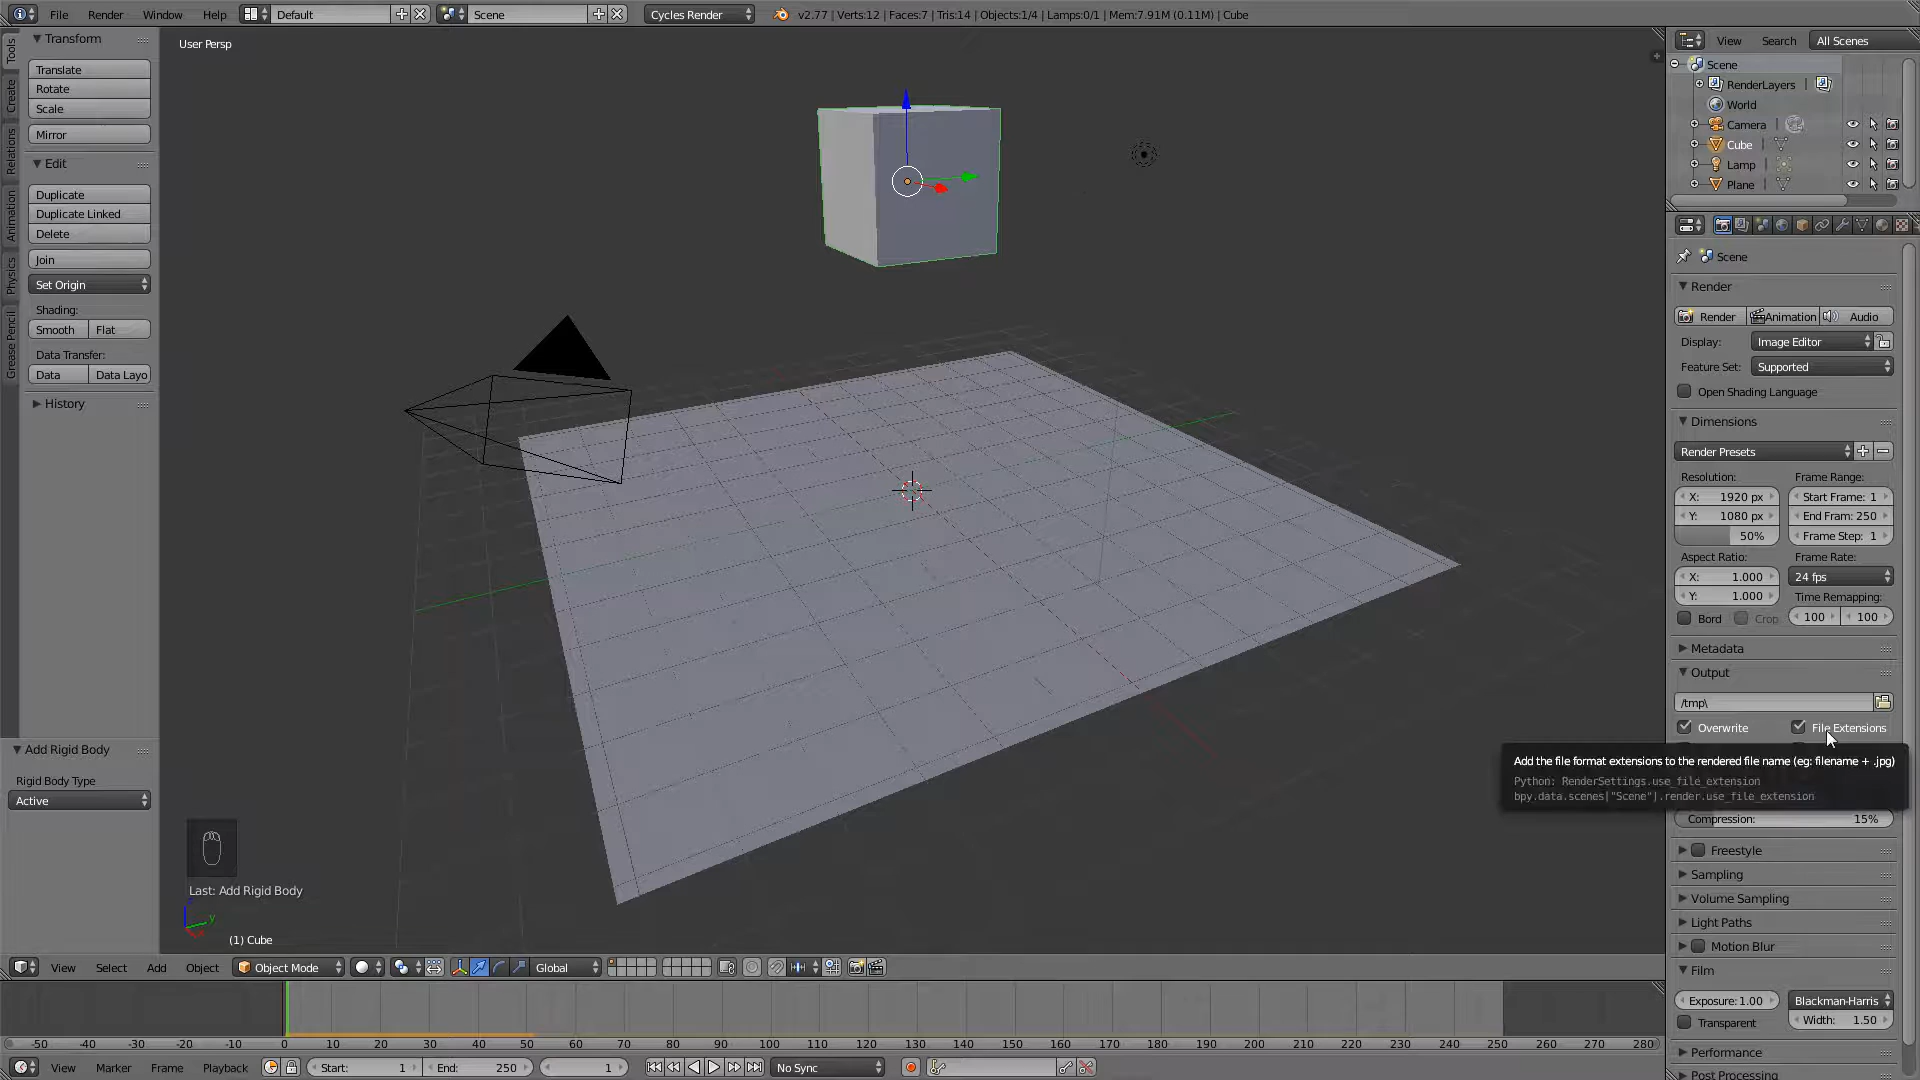 File Render Window Help Default Scene Cycles Render v2.77 | Verts:12 | Faces:7 | Tris:14 | Objects:1/4 | Lamps:0/1 | Mem:7.91M (0.11M) | Cube
Tools
Create
Relations
Animation
Physics
Grease Pencil
Transform
Translate
Rotate
Scale
Mirror
Edit
Duplicate
Duplicate Linked
Delete
Join
Set Origin
Shading:
Smooth Flat
Data Transfer:
Data Data Layo
History
Add Rigid Body
Rigid Body Type
Active
User Persp
Last: Add Rigid Body
y
(1) Cube
View Search All Scenes
Scene
RenderLayers |
World
Camera |
Cube |
Lamp |
Plane |
Scene
Render
Render Animation Audio
Display: Image Editor
Feature Set: Supported
Open Shading Language
Dimensions
Render Presets
Resolution: Frame Range:
X: 1920 px Start Frame: 1
Y: 1080 px End Fram: 250
50% Frame Step: 1
Aspect Ratio: Frame Rate:
X: 1.000 24 fps
Y: 1.000 Time Remapping:
Bord Crop 100 100
Metadata
Output
/tmp\
Overwrite File Extensions
Add the file format extensions to the rendered file name (eg: filename + .jpg)
Python: RenderSettings.use_file_extension
bpy.data.scenes["Scene"].render.use_file_extension
Compression: 15%
Freestyle
Sampling
Volume Sampling
Light Paths
Motion Blur
Film
Exposure:1.00 Blackman-Harris
Transparent Width: 1.50
Performance
Post Processing
View Select Add Object Object Mode Global
-50 -40 -30 -20 -10 0 10 20 30 40 50 60 70 80 90 100 110 120 130 140 150 160 170 180 190 200 210 220 230 240 250 260 270 280
View Marker Frame Playback Start: 1 End: 250 1 No Sync